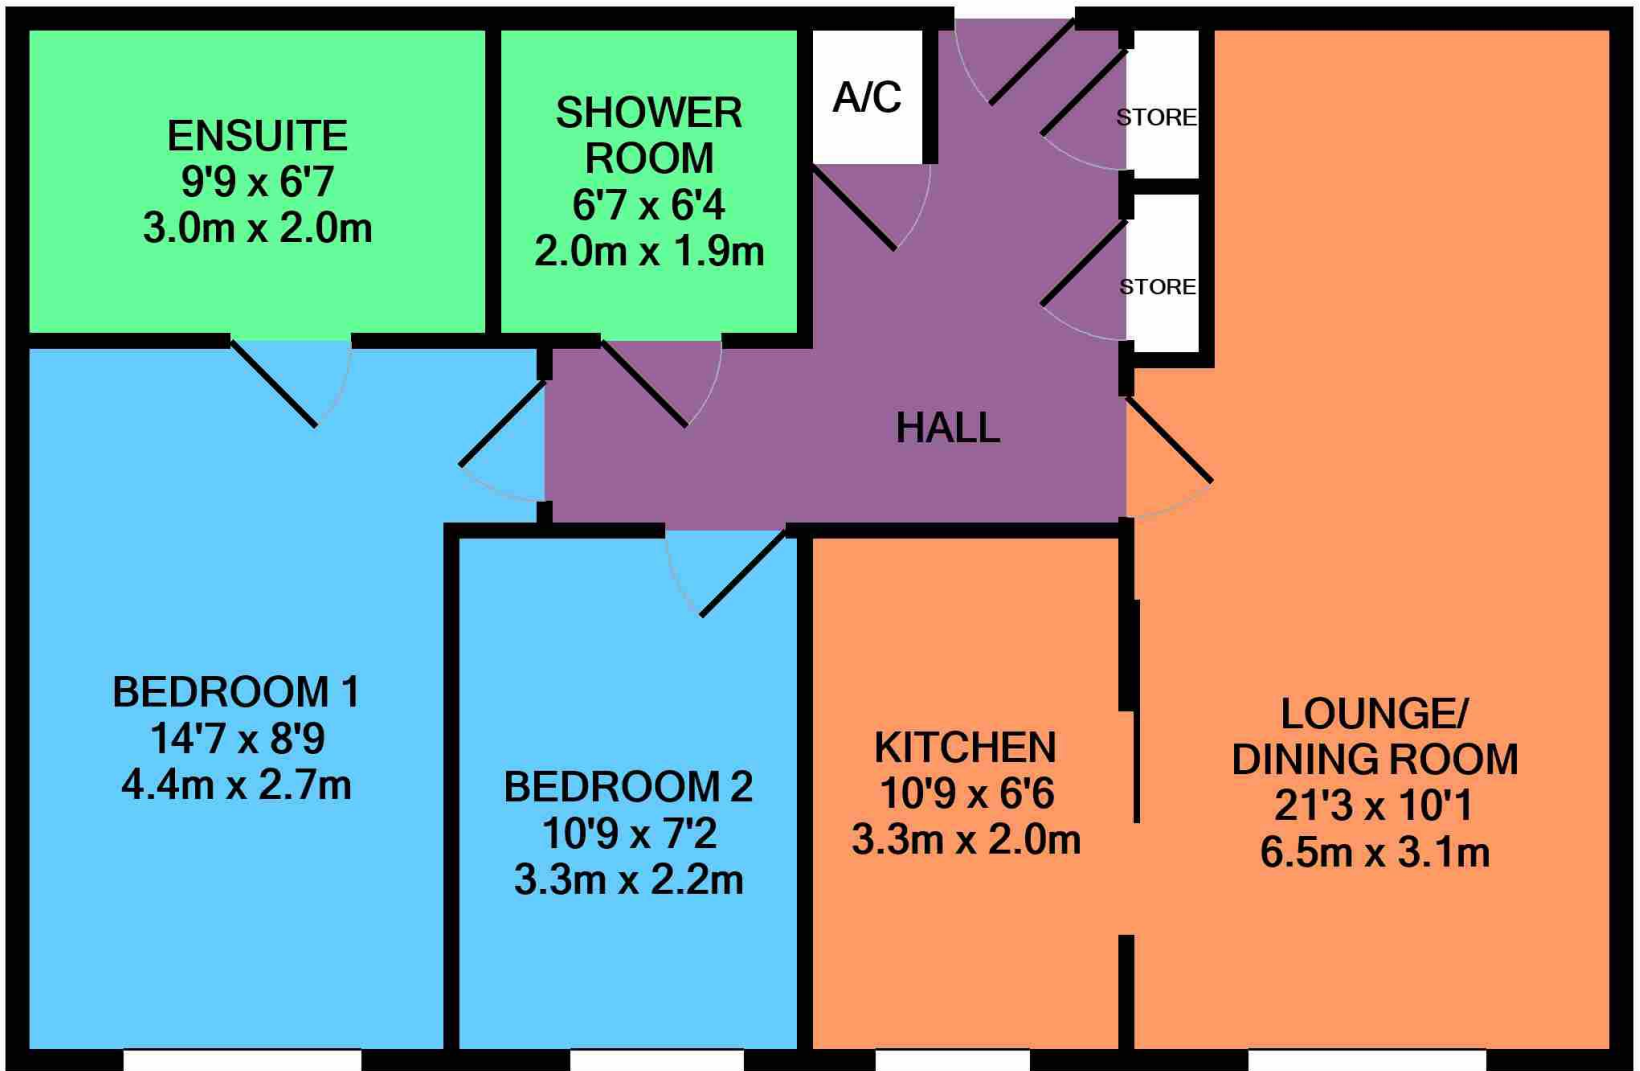 ENSUITE
9'9 x 6'7
3.0m x 2.0m
SHOWER
ROOM
6'7 x 6'4
2.0m x 1.9m
A/C
STORE
STORE
HALL
BEDROOM 1
14'7 x 8'9
4.4m x 2.7m
BEDROOM 2
10'9 x 7'2
3.3m x 2.2m
KITCHEN
10'9 x 6'6
3.3m x 2.0m
LOUNGE/
DINING ROOM
21'3 x 10'1
6.5m x 3.1m